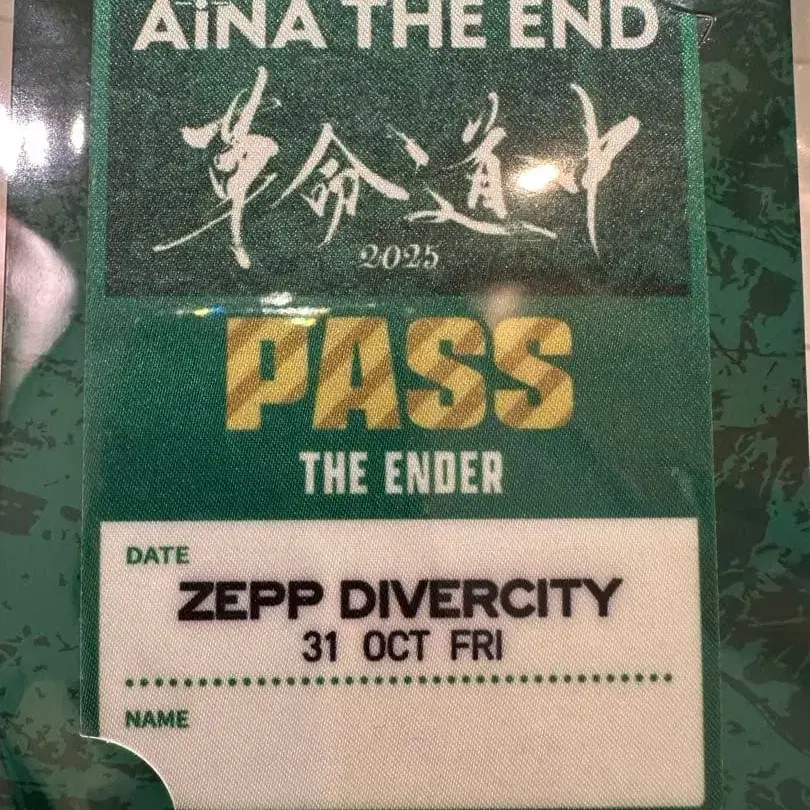 AiNA THE END
革命道中
2025
PASS
THE ENDER
DATE
ZEPP DIVERCITY
31 OCT FRI
NAME